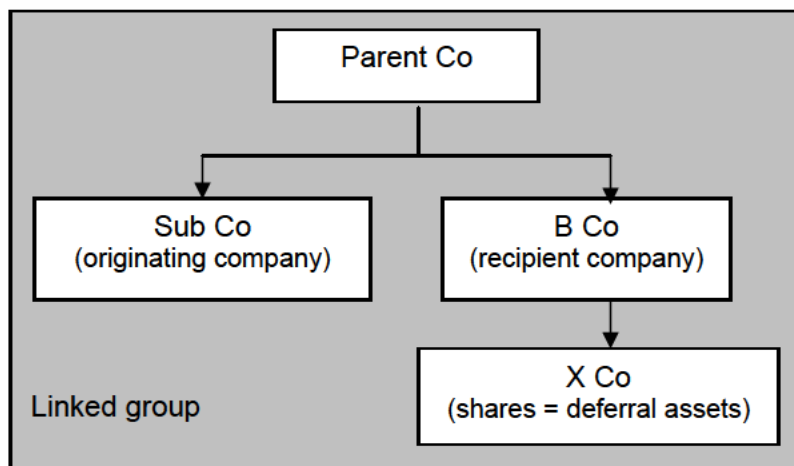 Parent Co
Sub Co
(originating company)
B Co
(recipient company)
X Co
(shares = deferral assets)
Linked group